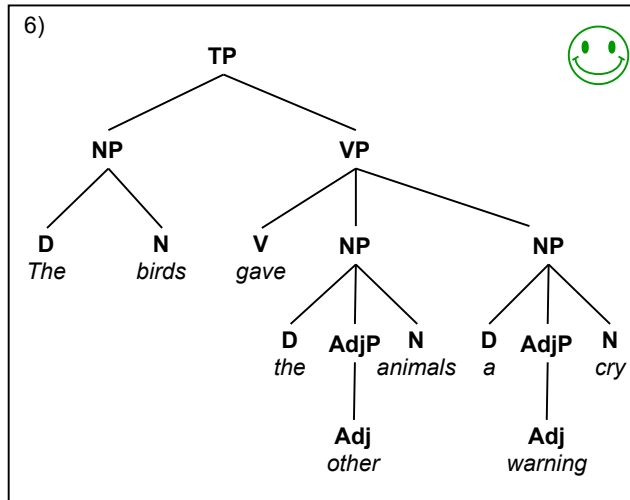 6)
TP
NP VP
D N V NP NP
The birds gave
D AdjP N D AdjP N
the animals a cry
Adj Adj
other warning